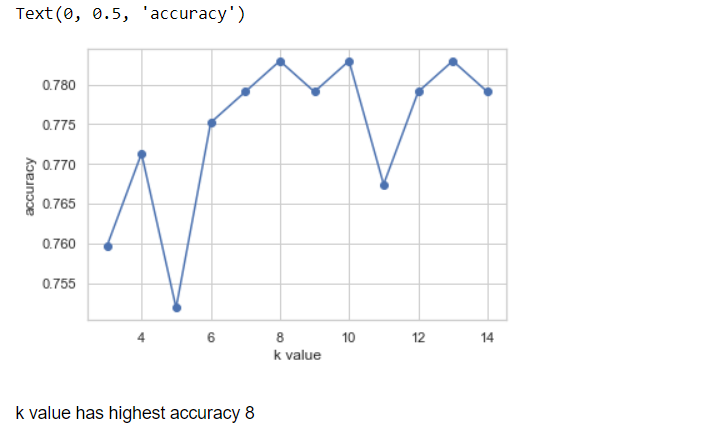 Text(0, 0.5, 'accuracy')
0.780
0.775
0.770
0.765
0.760
0.755
accuracy
4 6 8 10 12 14
k value
k value has highest accuracy 8